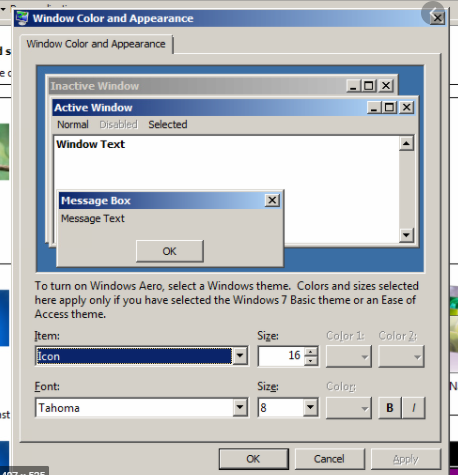 Window Color and Appearance
Window Color and Appearance
Inactive Window
Active Window
Normal Disabled Selected
Window Text
Message Box
Message Text
OK
To turn on Windows Aero, select a Windows theme. Colors and sizes selected
here apply only if you have selected the Windows 7 Basic theme or an Ease of
Access theme.
Item: Size: Color 1: Color 2:
Icon 16
Font: Size: Color:
Tahoma 8 B I
OK Cancel Apply